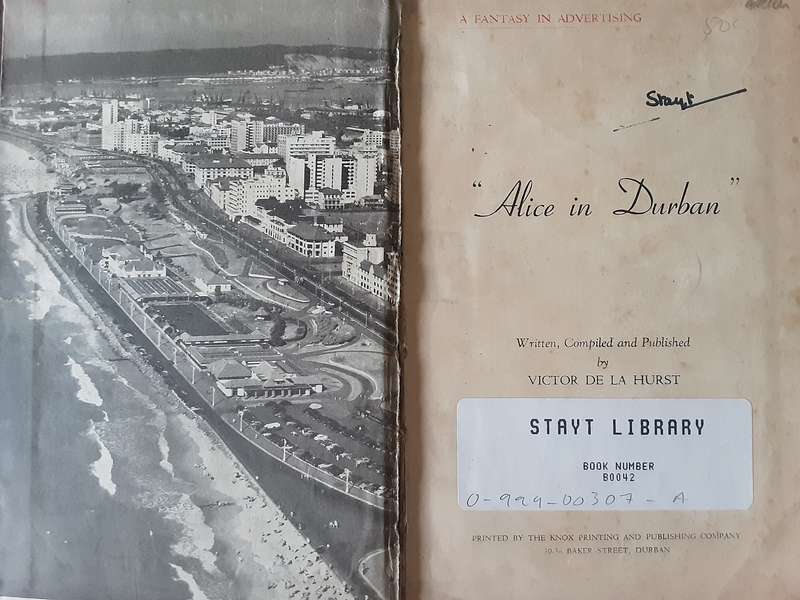 A FANTASY IN ADVERTISING
Stayt
"Alice in Durban"
Written, Compiled and Published
by
VICTOR DE LA HURST
STAYT LIBRARY
BOOK NUMBER
B0042
0-949-00307-A
PRINTED BY THE KNOX PRINTING AND PUBLISHING COMPANY
BAKER STREET, DURBAN